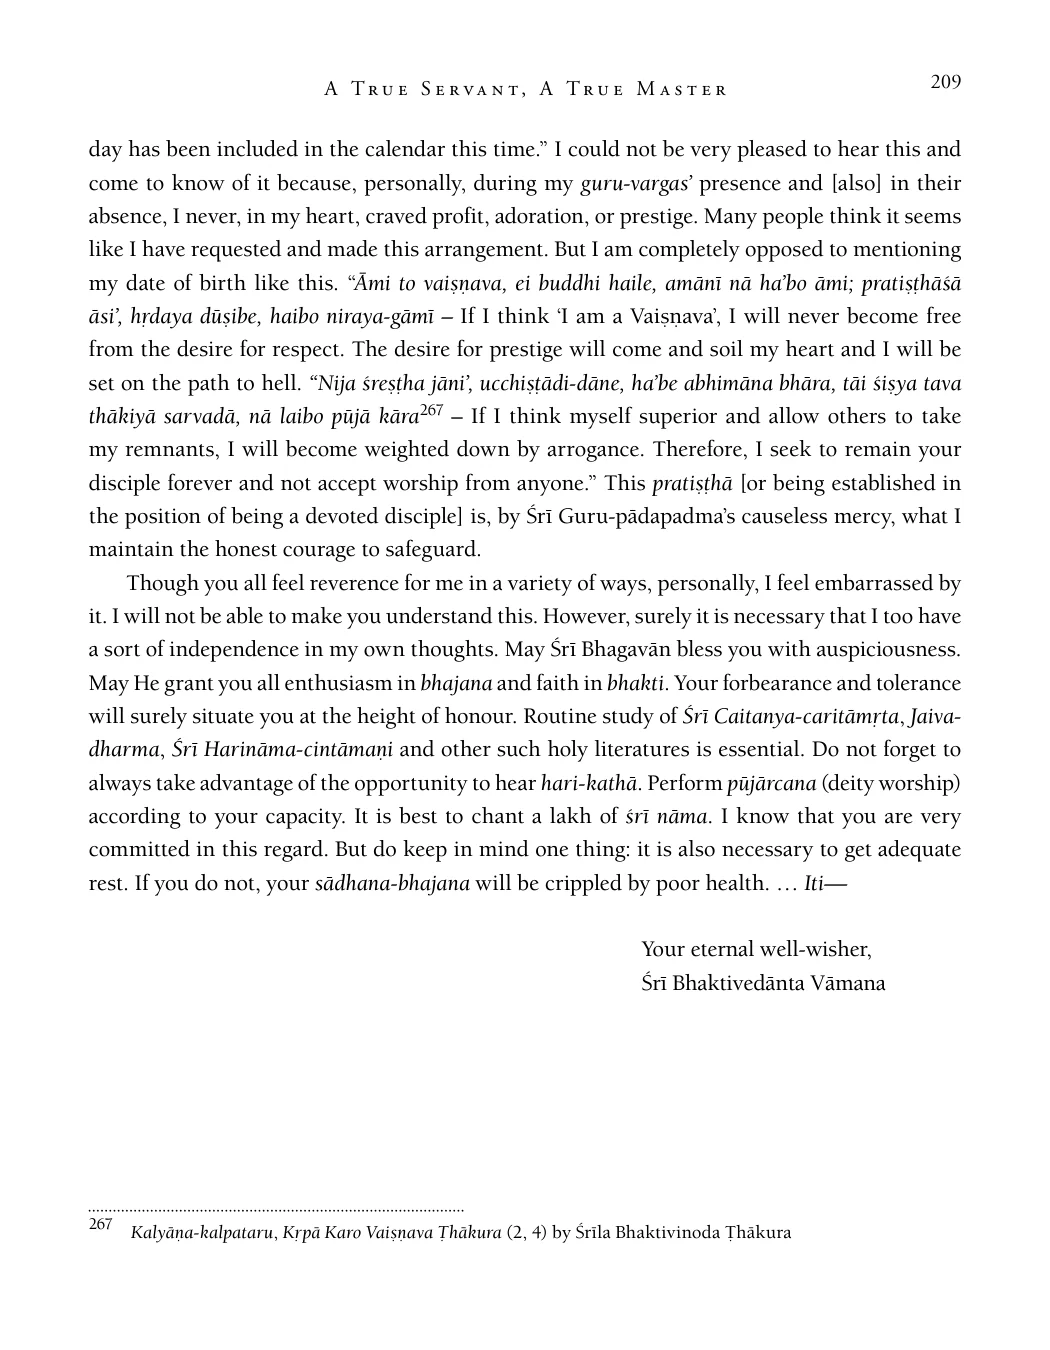 A True Servant, A True Master 209
day has been included in the calendar this time.” I could not be very pleased to hear this and
come to know of it because, personally, during my guru-vargas’ presence and [also] in their
absence, I never, in my heart, craved profit, adoration, or prestige. Many people think it seems
like I have requested and made this arrangement. But I am completely opposed to mentioning
my date of birth like this. “Āmi to vaiṣṇava, ei buddhi haile, amānī nā ha’bo āmi; pratiṣṭhāśā
āsi’, hṛdaya dūṣibe, haibo niraya-gāmī – If I think ‘I am a Vaiṣṇava’, I will never become free
from the desire for respect. The desire for prestige will come and soil my heart and I will be
set on the path to hell. “Nija śreṣṭha jāni’, ucchiṣṭādi-dāne, ha’be abhimāna bhāra, tāi śiṣya tava
thākiyā sarvadā, nā laibo pūjā kāra267 – If I think myself superior and allow others to take
my remnants, I will become weighted down by arrogance. Therefore, I seek to remain your
disciple forever and not accept worship from anyone.” This pratiṣṭhā [or being established in
the position of being a devoted disciple] is, by Śrī Guru-pādapadma’s causeless mercy, what I
maintain the honest courage to safeguard.
Though you all feel reverence for me in a variety of ways, personally, I feel embarrassed by
it. I will not be able to make you understand this. However, surely it is necessary that I too have
a sort of independence in my own thoughts. May Śrī Bhagavān bless you with auspiciousness.
May He grant you all enthusiasm in bhajana and faith in bhakti. Your forbearance and tolerance
will surely situate you at the height of honour. Routine study of Śrī Caitanya-caritāmṛta, Jaiva-
dharma, Śrī Harināma-cintāmaṇi and other such holy literatures is essential. Do not forget to
always take advantage of the opportunity to hear hari-kathā. Perform pūjārcana (deity worship)
according to your capacity. It is best to chant a lakh of śrī nāma. I know that you are very
committed in this regard. But do keep in mind one thing: it is also necessary to get adequate
rest. If you do not, your sādhana-bhajana will be crippled by poor health. … Iti—
Your eternal well-wisher,
Śrī Bhaktivedānta Vāmana
267 Kalyāṇa-kalpataru, Kṛpā Karo Vaiṣṇava Ṭhākura (2, 4) by Śrīla Bhaktivinoda Ṭhākura